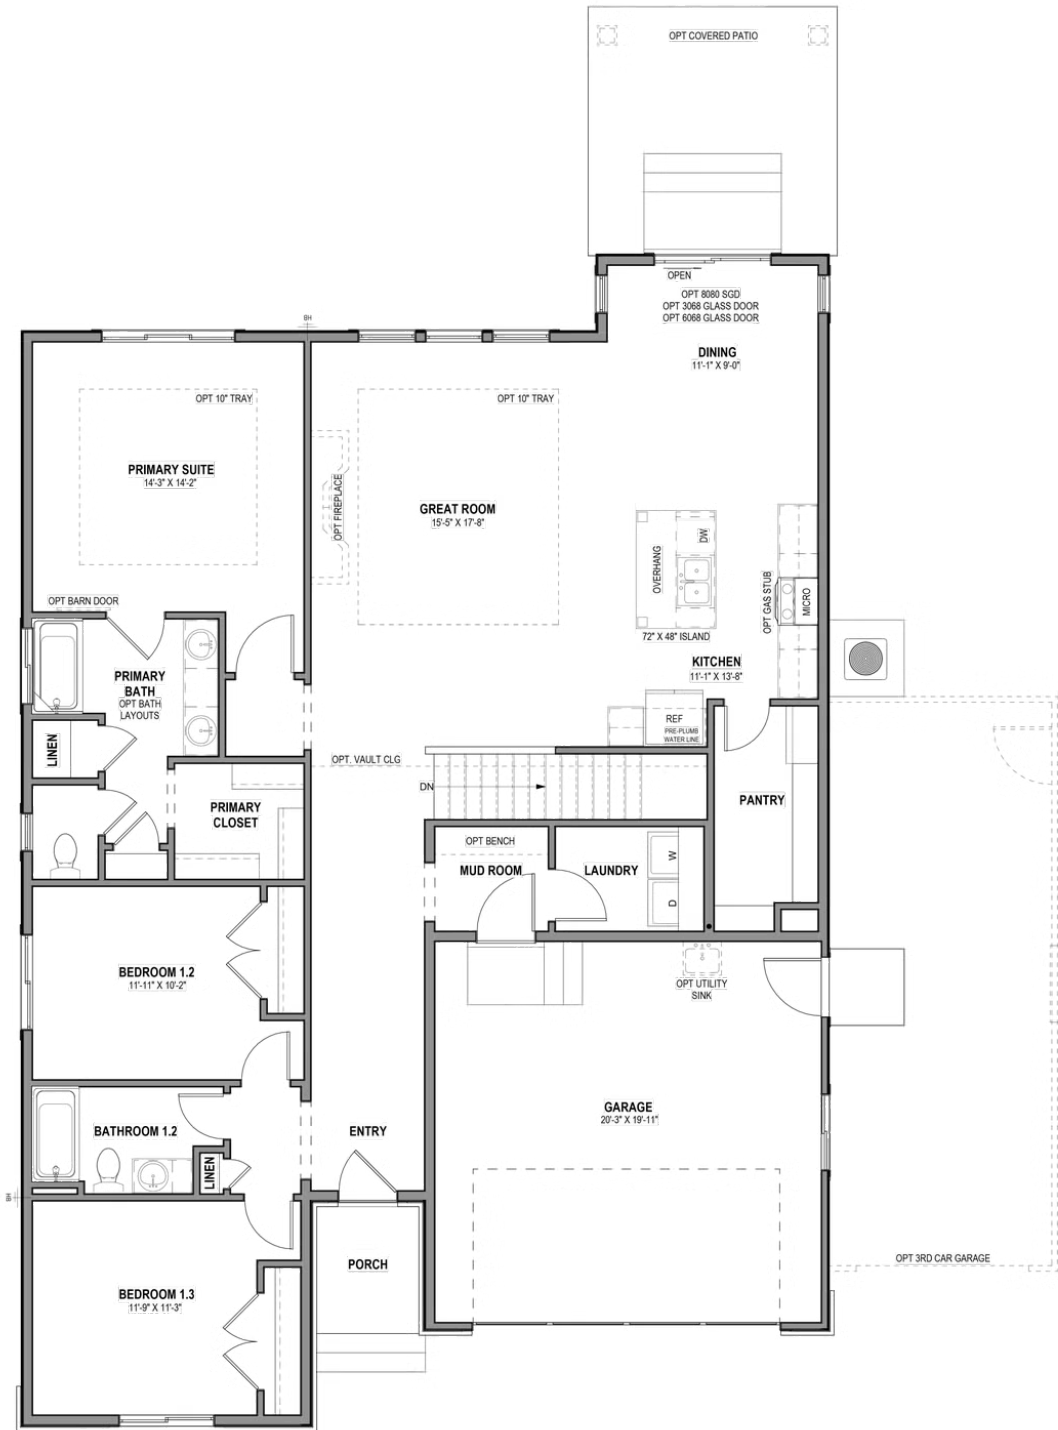 OPT COVERED PATIO
OPEN
OPT 8080 SGD
OPT 3068 GLASS DOOR
OPT 6068 GLASS DOOR
BH
DINING
11'-1" X 9'-0"
OPT 10" TRAY
OPT 10" TRAY
PRIMARY SUITE
14'-3" X 14'-2"
OPT FIREPLACE
GREAT ROOM
15'-5" X 17'-8"
DW
OVERHANG
OPT GAS STUB
MICRO
72" X 48" ISLAND
OPT BARN DOOR
PRIMARY
BATH
OPT BATH
LAYOUTS
KITCHEN
11'-1" X 13'-8"
REF
PRE-PLUMB
WATER LINE
LINEN
OPT. VAULT CLG
DN
PRIMARY
CLOSET
PANTRY
OPT BENCH
MUD ROOM
LAUNDRY
W
D
BEDROOM 1.2
11'-11" X 10'-2"
OPT UTILITY
SINK
GARAGE
20'-3" X 19'-11"
BATHROOM 1.2
ENTRY
LINEN
BH
PORCH
OPT 3RD CAR GARAGE
BEDROOM 1.3
11'-9" X 11'-3"